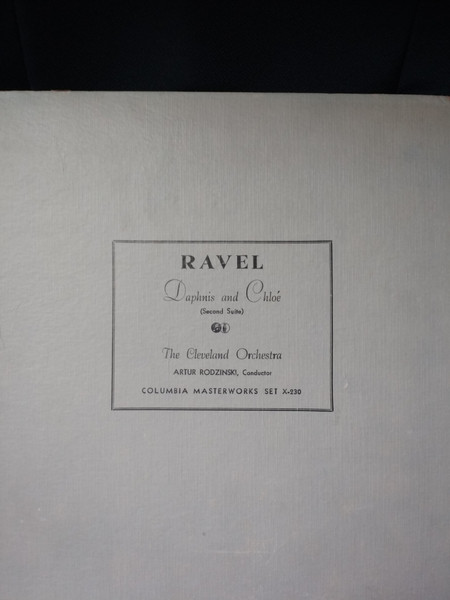 RAVEL
Daphnis and Chloé
(Second Suite)
The Cleveland Orchestra
ARTUR RODZINSKI, Conductor
COLUMBIA MASTERWORKS SET X-230